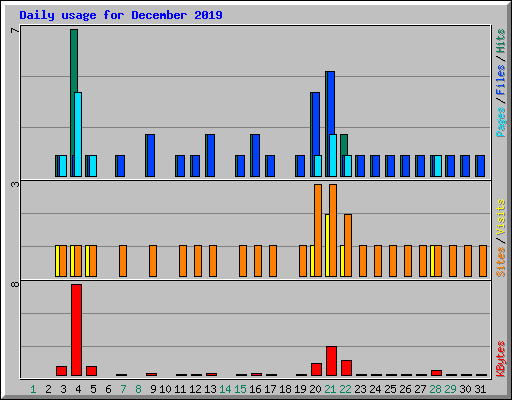 Daily usage for December 2019
7
3
8
Pages / Files / Hits
Sites / Visits
KBytes
1 2 3 4 5 6 7 8 9 10 11 12 13 14 15 16 17 18 19 20 21 22 23 24 25 26 27 28 29 30 31